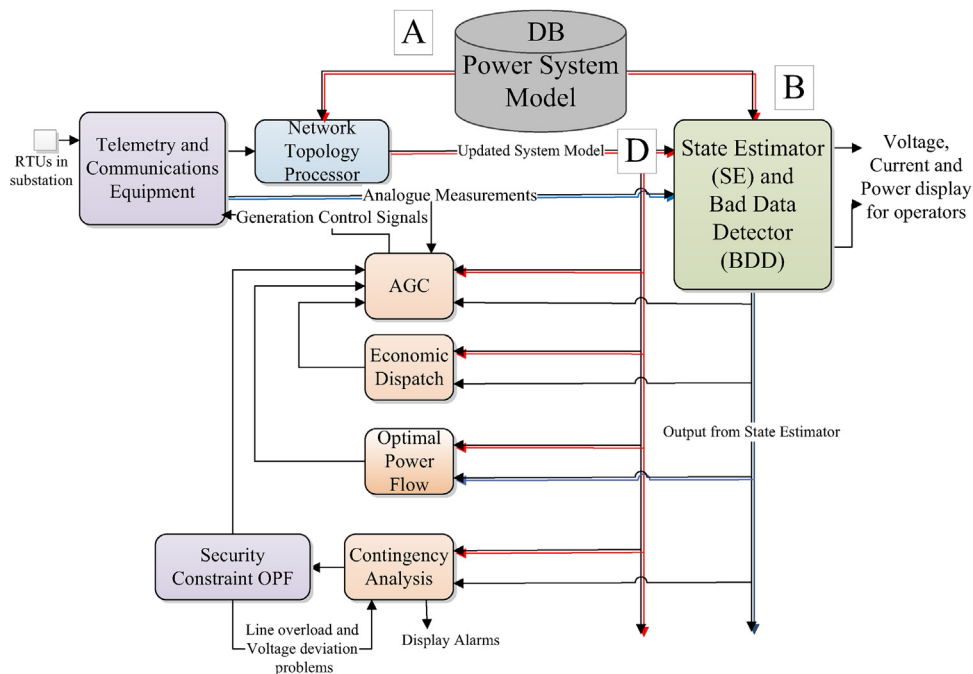 A
DB
Power System
Model
B
RTUs in
substation
Telemetry and
Communications
Equipment
Network
Topology
Processor
Updated System Model
D
State Estimator
(SE) and
Bad Data
Detector
(BDD)
Voltage,
Current and
Power display
for operators
Analogue Measurements
Generation Control Signals
AGC
Economic
Dispatch
Optimal
Power
Flow
Output from State Estimator
Security
Constraint OPF
Contingency
Analysis
Line overload and
Voltage deviation
problems
Display Alarms